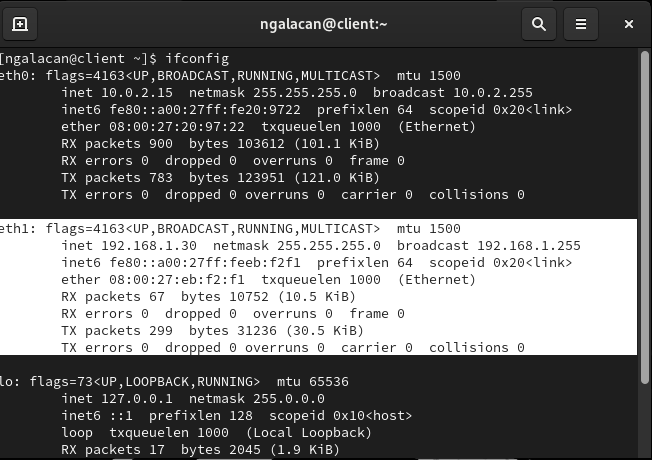 ngalacan@client:~
[ngalacan@client ~]$ ifconfig
eth0: flags=4163<UP,BROADCAST,RUNNING,MULTICAST>  mtu 1500
        inet 10.0.2.15  netmask 255.255.255.0  broadcast 10.0.2.255
        inet6 fe80::a00:27ff:fe20:9722  prefixlen 64  scopeid 0x20<link>
        ether 08:00:27:20:97:22  txqueuelen 1000  (Ethernet)
        RX packets 900  bytes 103612 (101.1 KiB)
        RX errors 0  dropped 0  overruns 0  frame 0
        TX packets 783  bytes 123951 (121.0 KiB)
        TX errors 0  dropped 0 overruns 0  carrier 0  collisions 0
eth1: flags=4163<UP,BROADCAST,RUNNING,MULTICAST>  mtu 1500
        inet 192.168.1.30  netmask 255.255.255.0  broadcast 192.168.1.255
        inet6 fe80::a00:27ff:feeb:f2f1  prefixlen 64  scopeid 0x20<link>
        ether 08:00:27:eb:f2:f1  txqueuelen 1000  (Ethernet)
        RX packets 67  bytes 10752 (10.5 KiB)
        RX errors 0  dropped 0  overruns 0  frame 0
        TX packets 299  bytes 31236 (30.5 KiB)
        TX errors 0  dropped 0 overruns 0  carrier 0  collisions 0
lo: flags=73<UP,LOOPBACK,RUNNING>  mtu 65536
        inet 127.0.0.1  netmask 255.0.0.0
        inet6 ::1  prefixlen 128  scopeid 0x10<host>
        loop  txqueuelen 1000  (Local Loopback)
        RX packets 17  bytes 2045 (1.9 KiB)